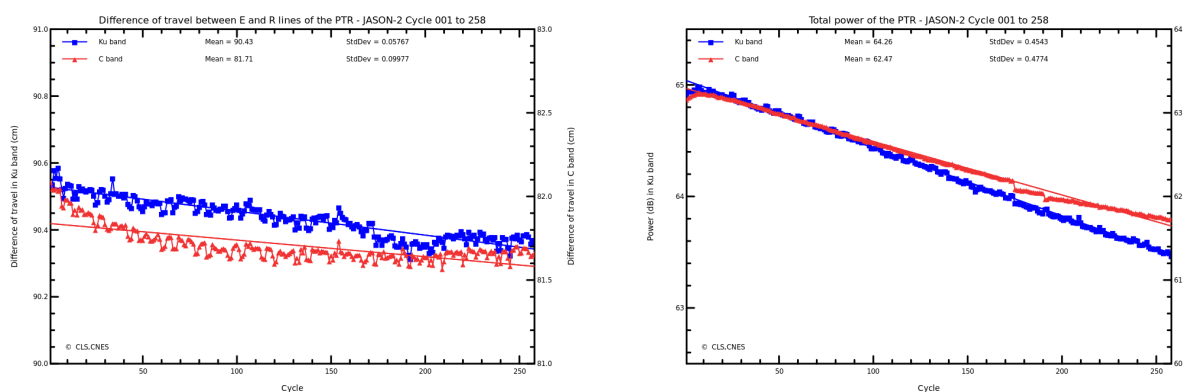 Difference of travel between E and R lines of the PTR - JASON-2 Cycle 001 to 258
91.0
90.8
90.6
90.4
90.2
90.0
83.0
82.5
82.0
81.5
81.0
Ku band Mean = 90.43 StdDev = 0.05767
C band Mean = 81.71 StdDev = 0.09977
Difference of travel in Ku band (cm)
Difference of travel in C band (cm)
© CLS,CNES
50 100 150 200 250
Cycle
Total power of the PTR - JASON-2 Cycle 001 to 258
65
64
63
64
63
62
61
60
Ku band Mean = 64.26 StdDev = 0.4543
C band Mean = 62.47 StdDev = 0.4774
Power (dB) in Ku band
© CLS,CNES
50 100 150 200 250
Cycle